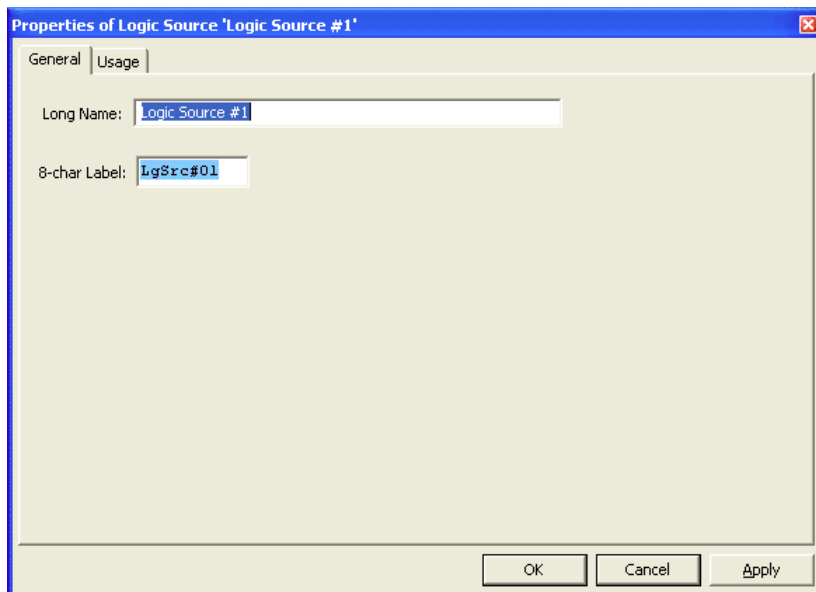 Properties of Logic Source 'Logic Source #1'
General Usage
Long Name: Logic Source #1
8-char Label: LgSrc#01
OK Cancel Apply